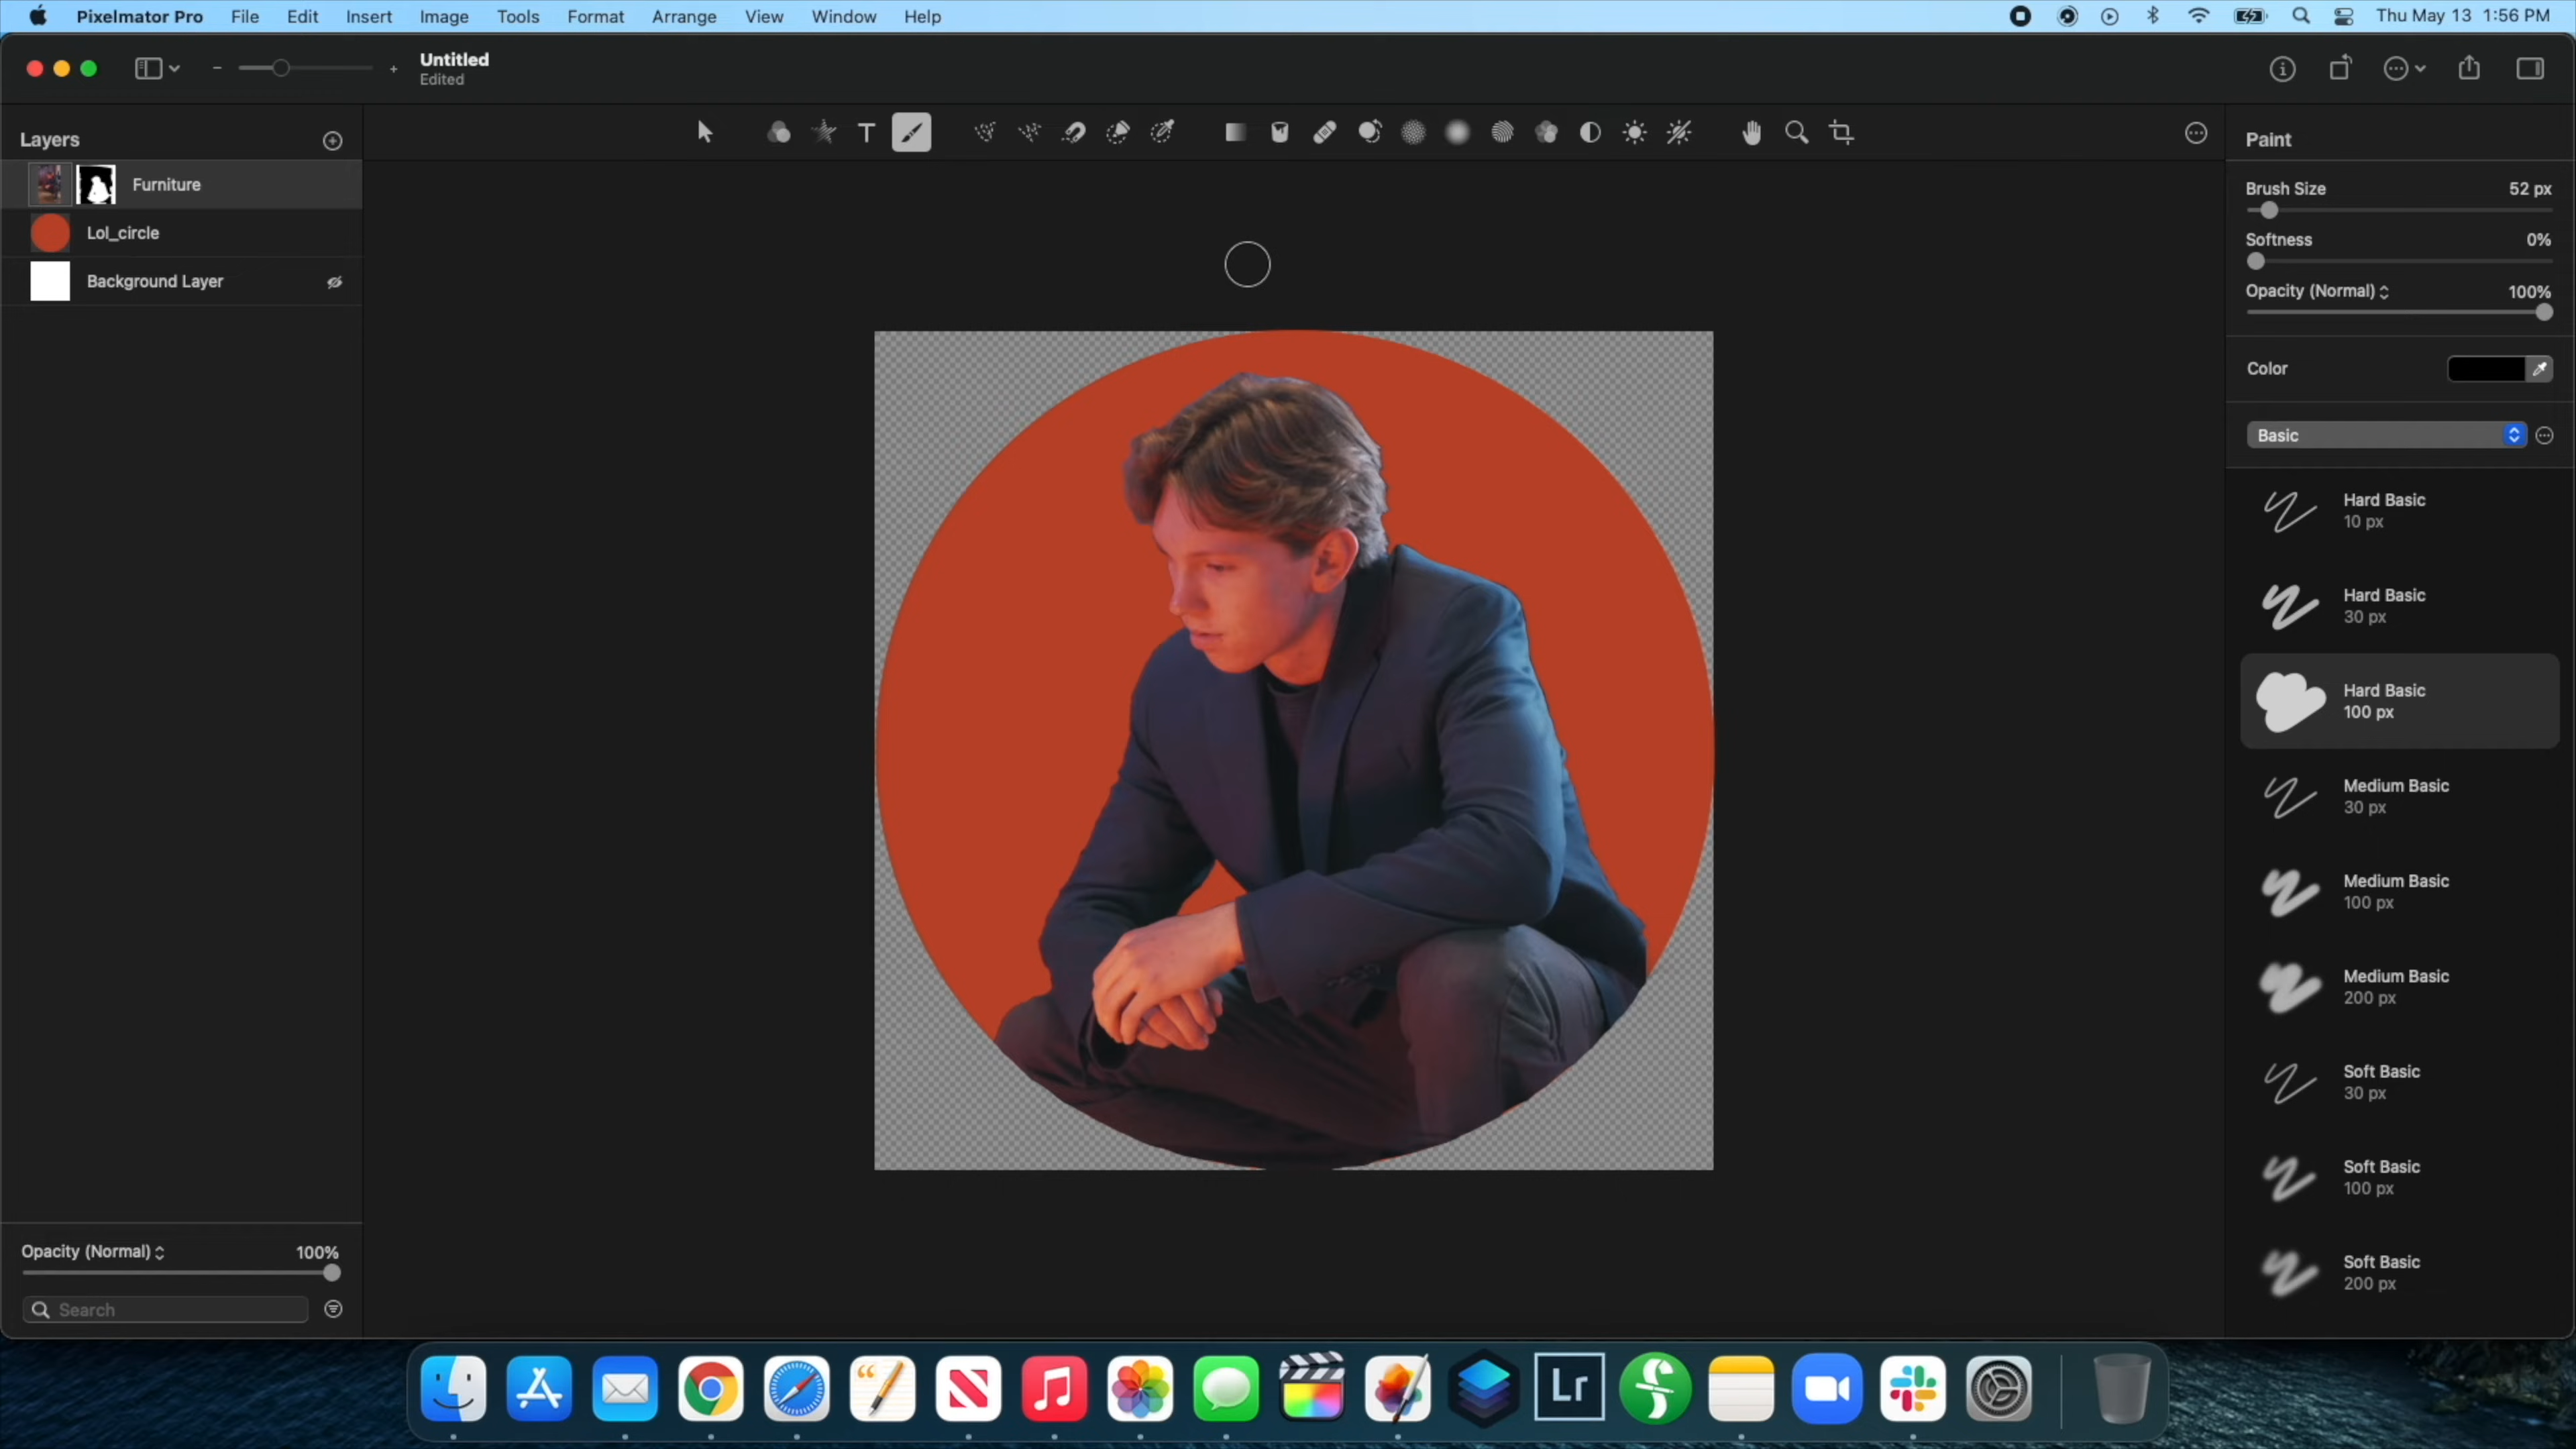 Pixelmator Pro File Edit Insert Image Tools Format Arrange View Window Help Thu May 13 1:56 PM
Untitled
Edited
Layers
Furniture
Lol_circle
Background Layer
Opacity (Normal) 100%
Search
T
Paint
Brush Size 52 px
Softness 0%
Opacity (Normal) 100%
Color
Basic
Hard Basic
10 px
Hard Basic
30 px
Hard Basic
100 px
Medium Basic
30 px
Medium Basic
100 px
Medium Basic
200 px
Soft Basic
30 px
Soft Basic
100 px
Soft Basic
200 px
Lr